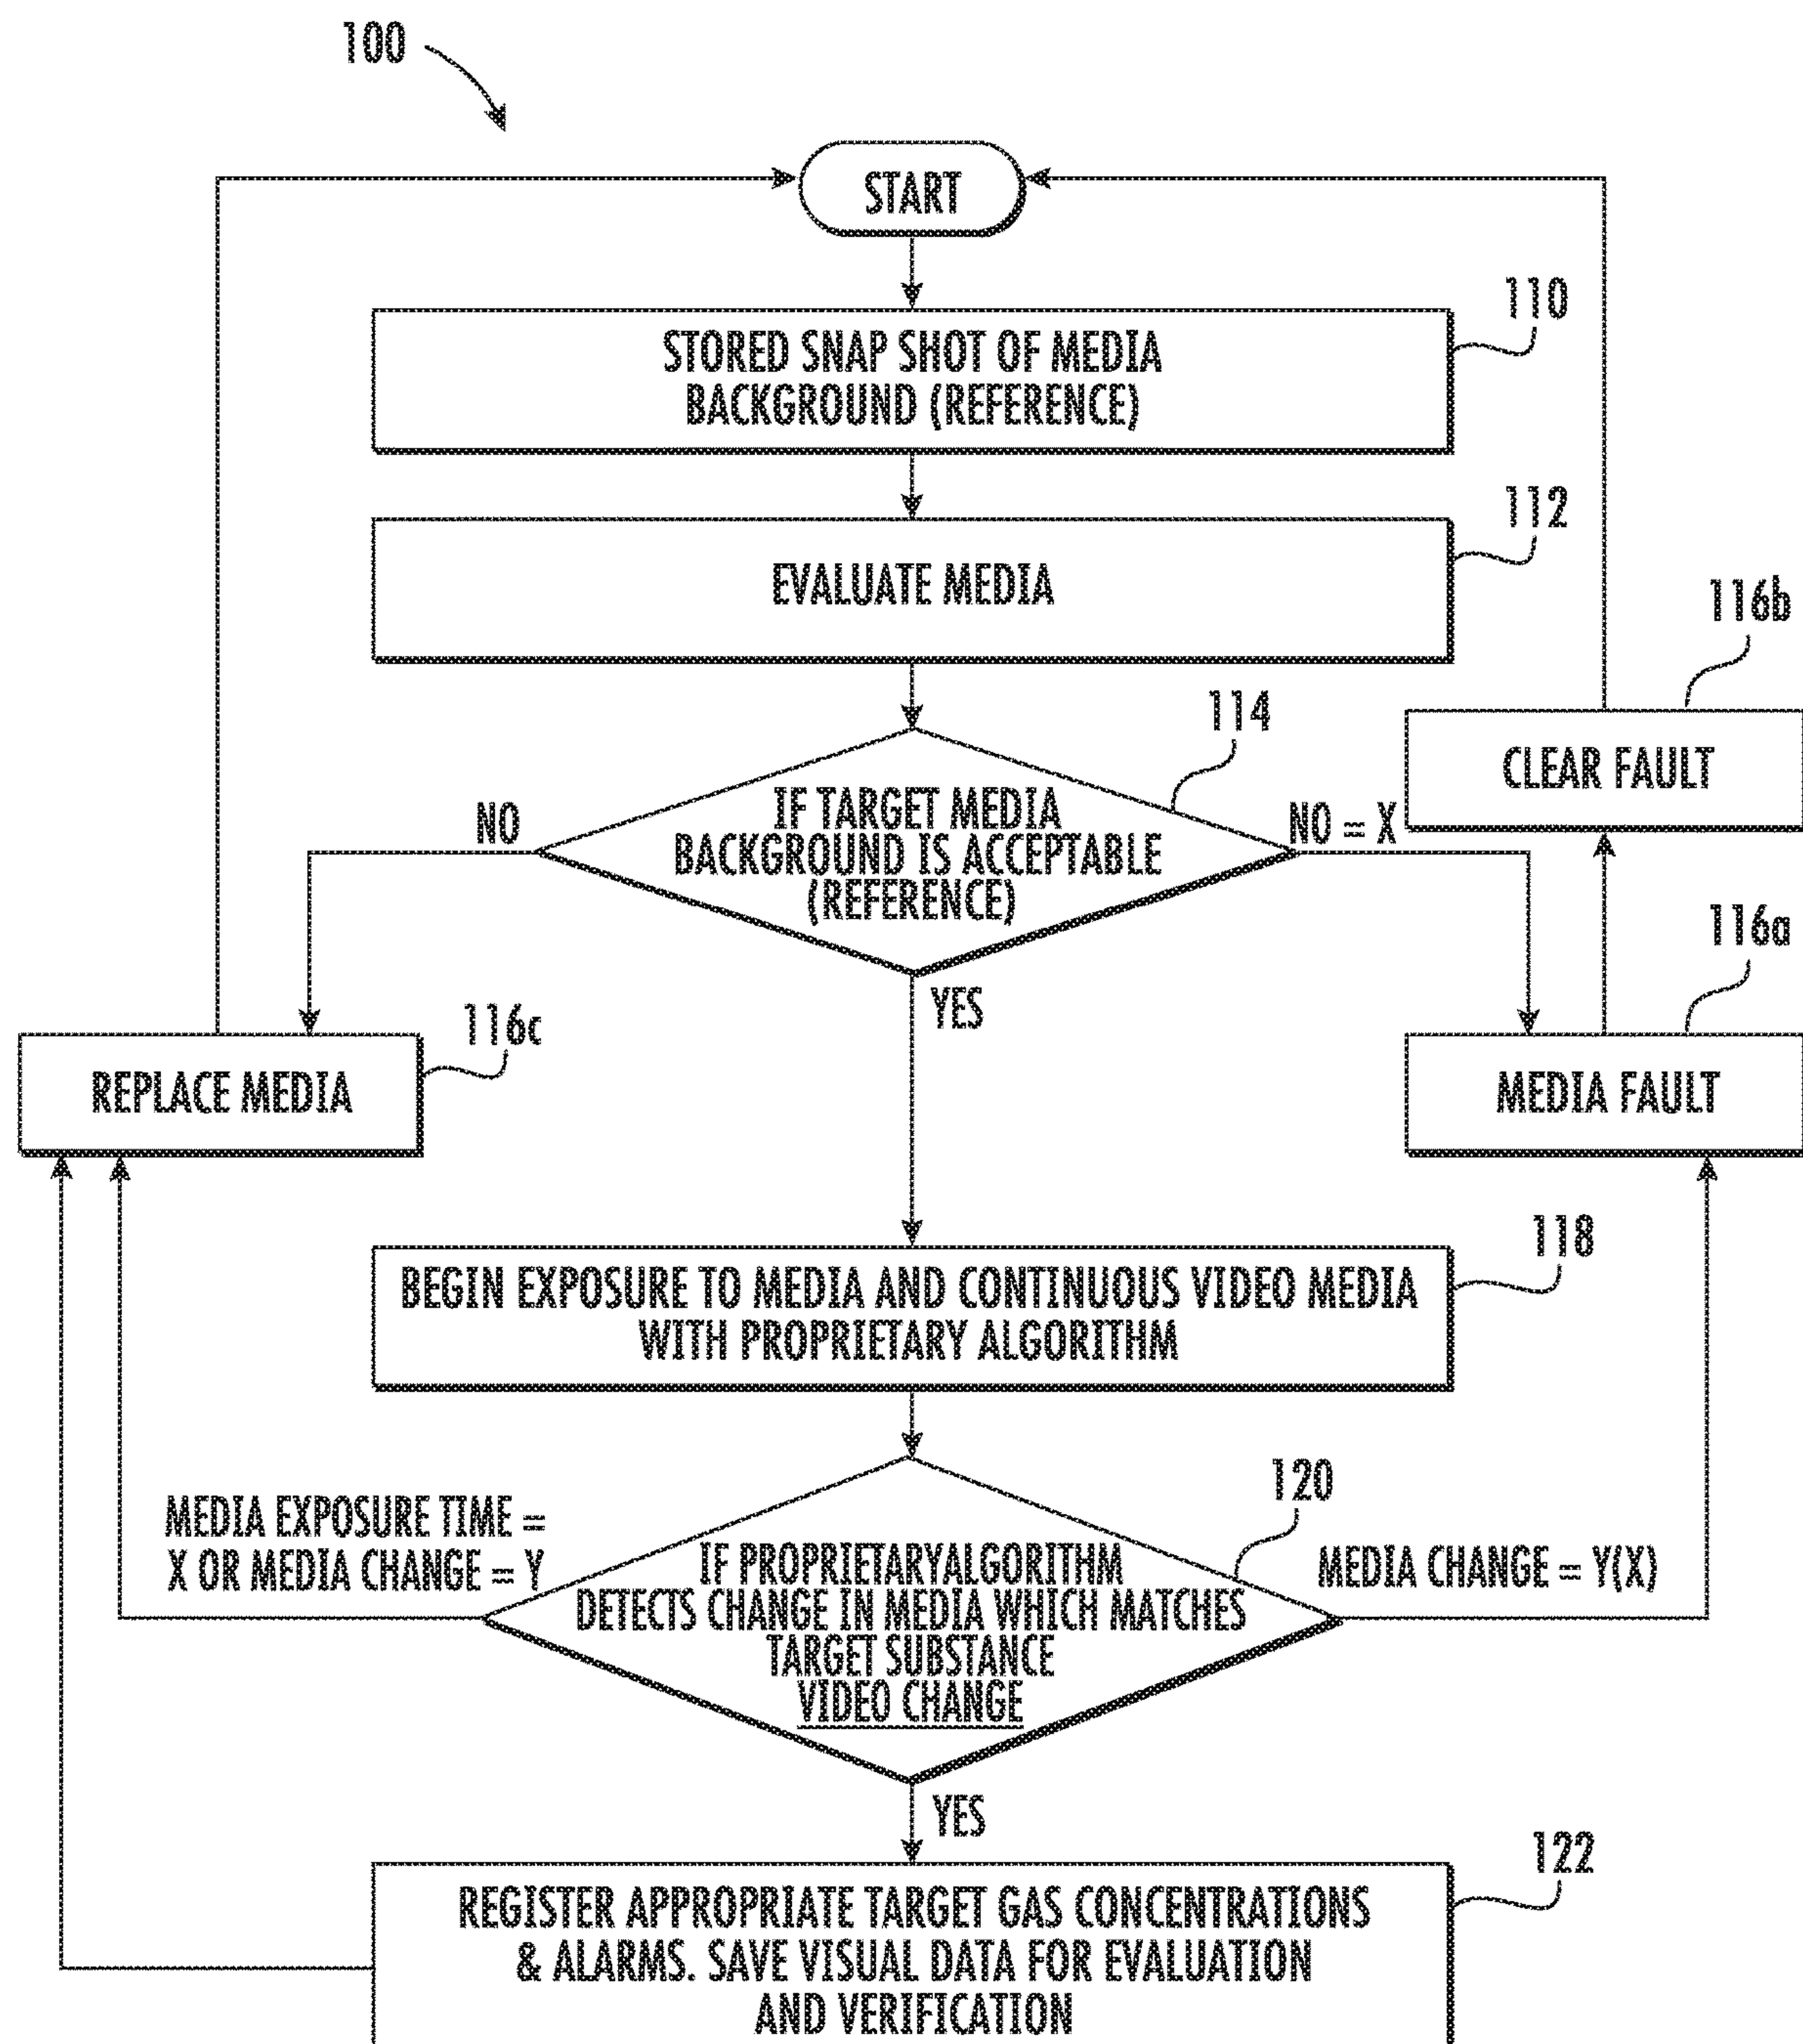 100
START
110
STORED SNAP SHOT OF MEDIA
BACKGROUND (REFERENCE)
112
EVALUATE MEDIA
116b
114
CLEAR FAULT
NO
IF TARGET MEDIA
BACKGROUND IS ACCEPTABLE
(REFERENCE)
NO = X
116a
YES
116c
REPLACE MEDIA
MEDIA FAULT
118
BEGIN EXPOSURE TO MEDIA AND CONTINUOUS VIDEO MEDIA
WITH PROPRIETARY ALGORITHM
120
MEDIA EXPOSURE TIME =
X OR MEDIA CHANGE = Y
IF PROPRIETARYALGORITHM
DETECTS CHANGE IN MEDIA WHICH MATCHES
TARGET SUBSTANCE
VIDEO CHANGE
MEDIA CHANGE = Y(X)
YES
122
REGISTER APPROPRIATE TARGET GAS CONCENTRATIONS
& ALARMS. SAVE VISUAL DATA FOR EVALUATION
AND VERIFICATION